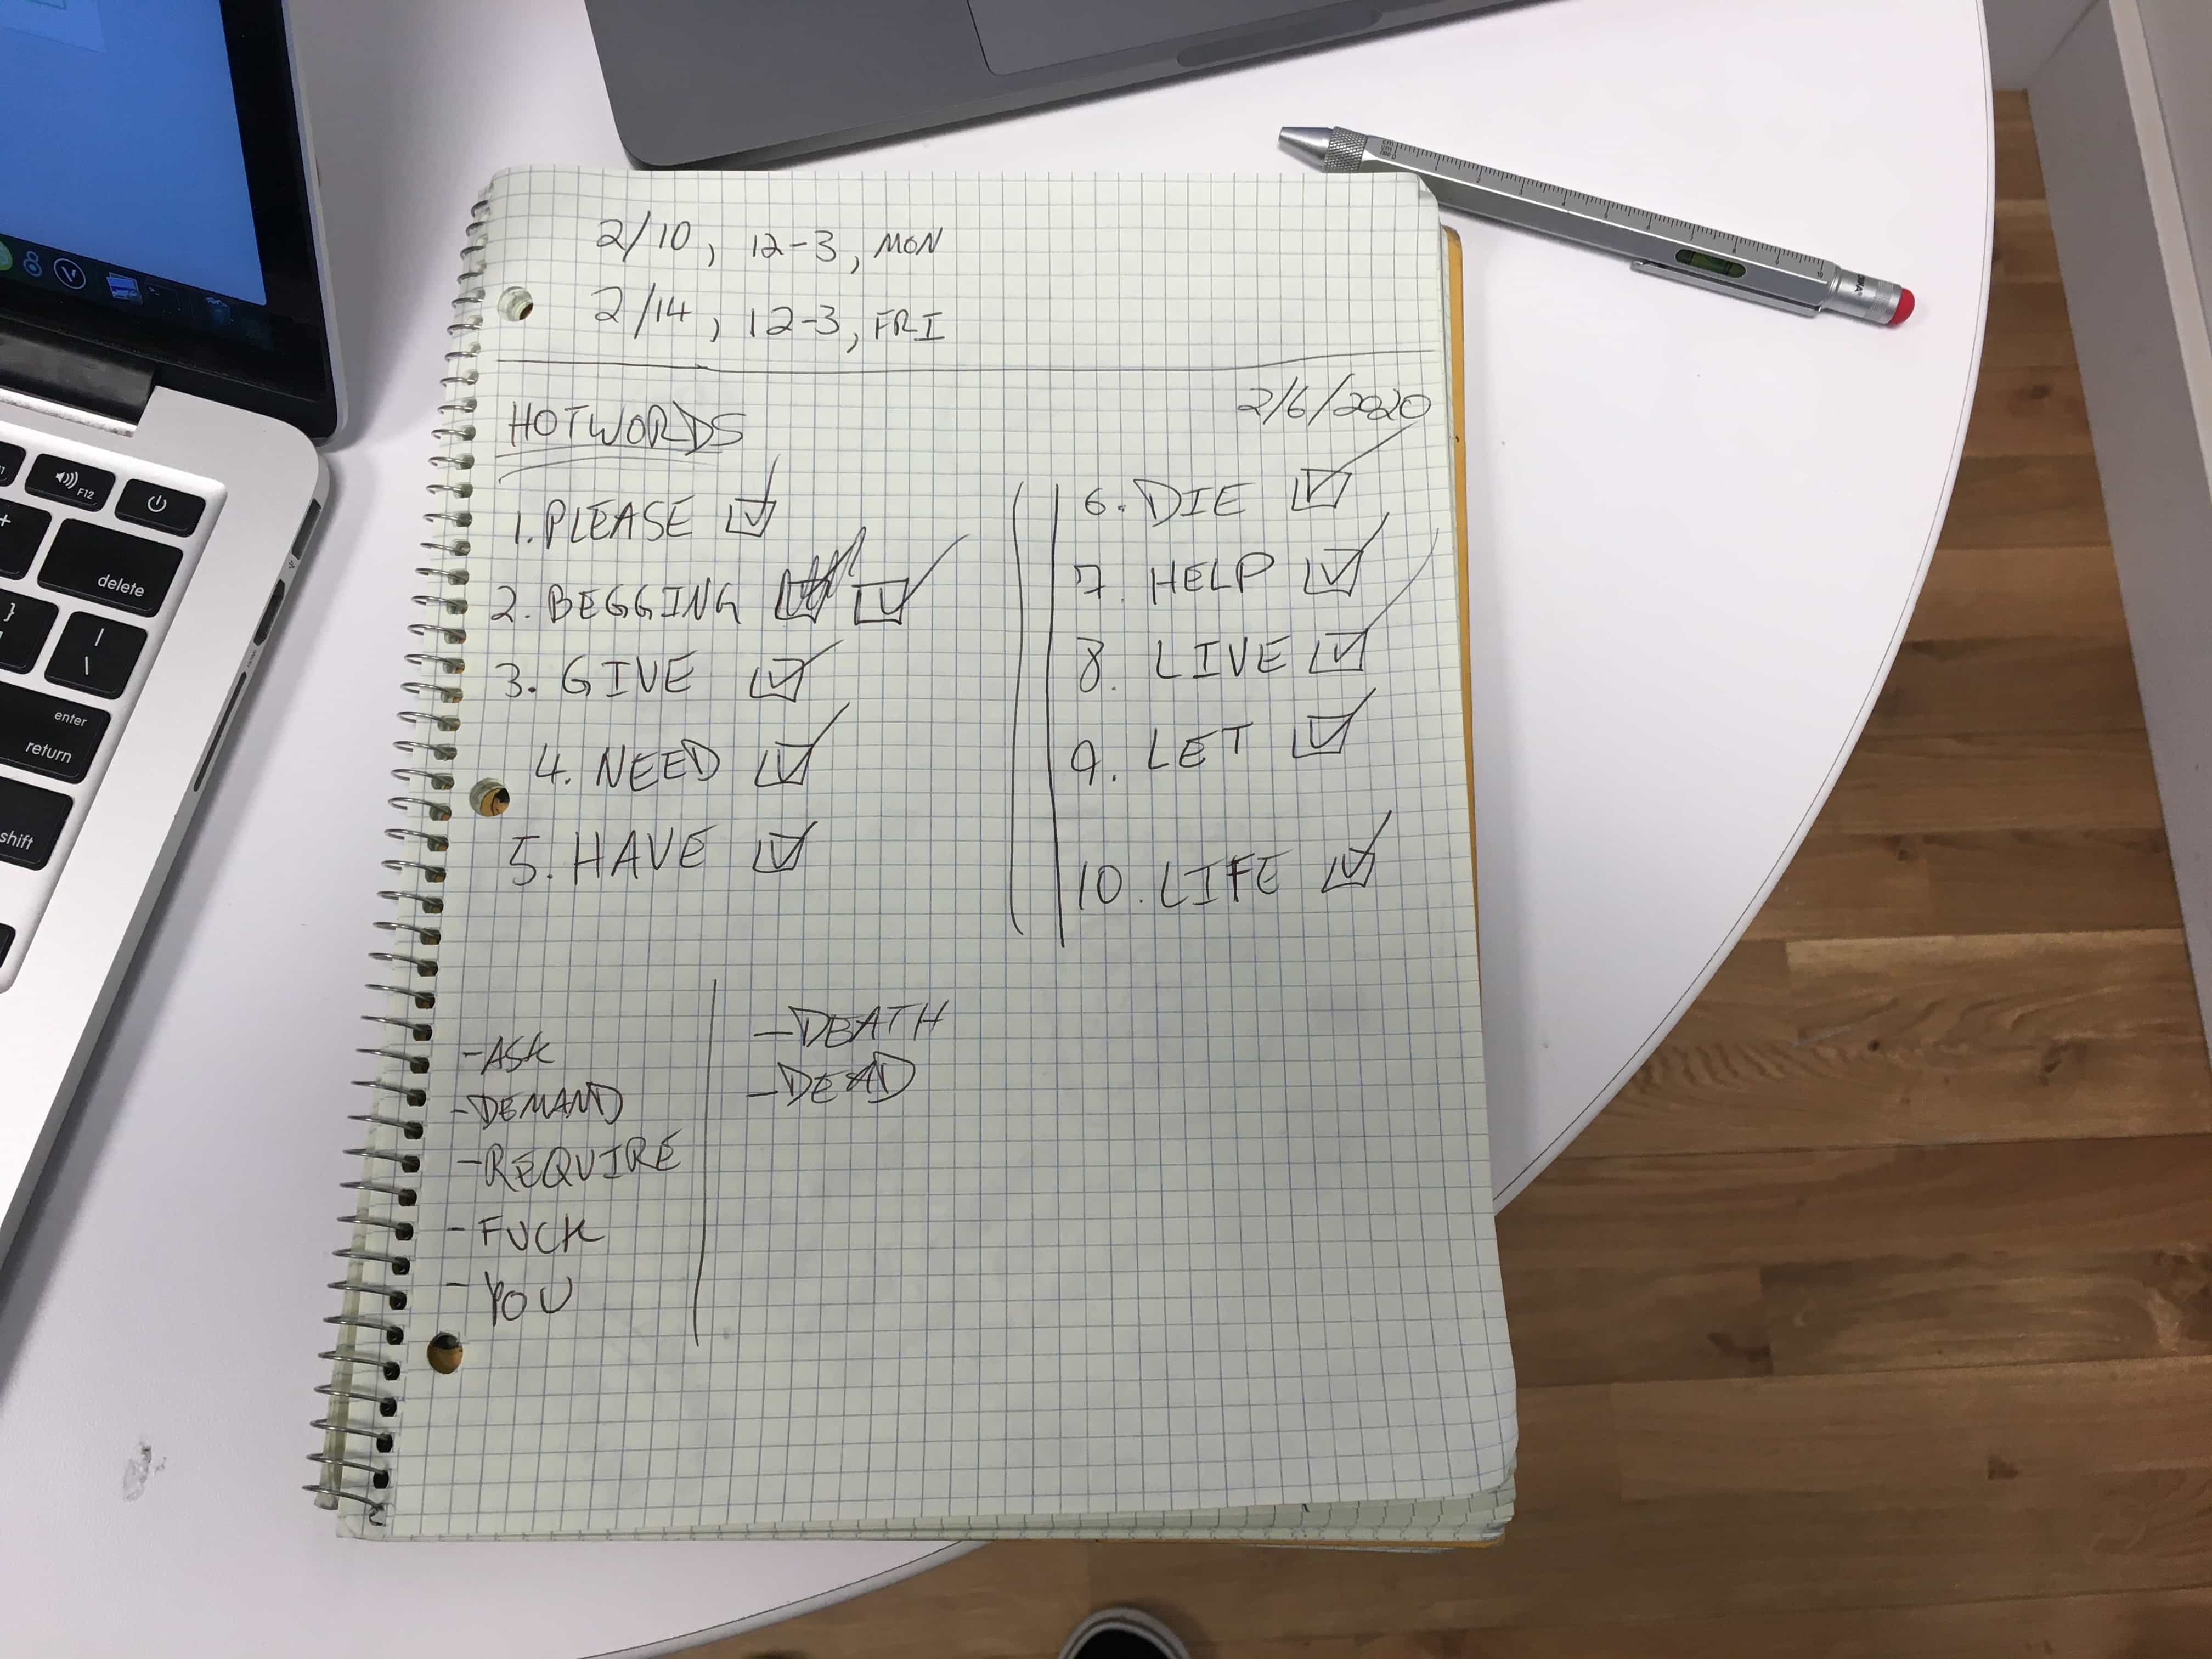 2/10, 12-3, MON
2/14, 12-3, FRI
2/6/2020
HOTWORDS
1. PLEASE
2. BEGGING
3. GIVE
4. NEED
5. HAVE
6. DIE
7. HELP
8. LIVE
9. LET
10. LIFE
-ASK
-DEMAND
-REQUIRE
-FUCK
-YOU
-DEATH
-DEAD
F12
delete
+
}
|
\
enter
return
shift